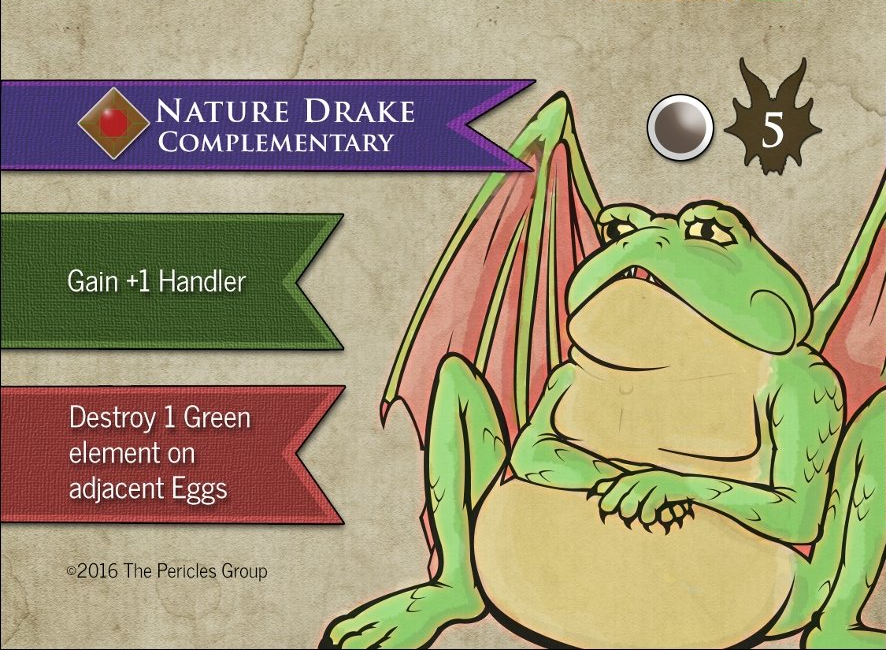 Nature Drake
Complementary
5
Gain +1 Handler
Destroy 1 Green
element on
adjacent Eggs
©2016 The Pericles Group